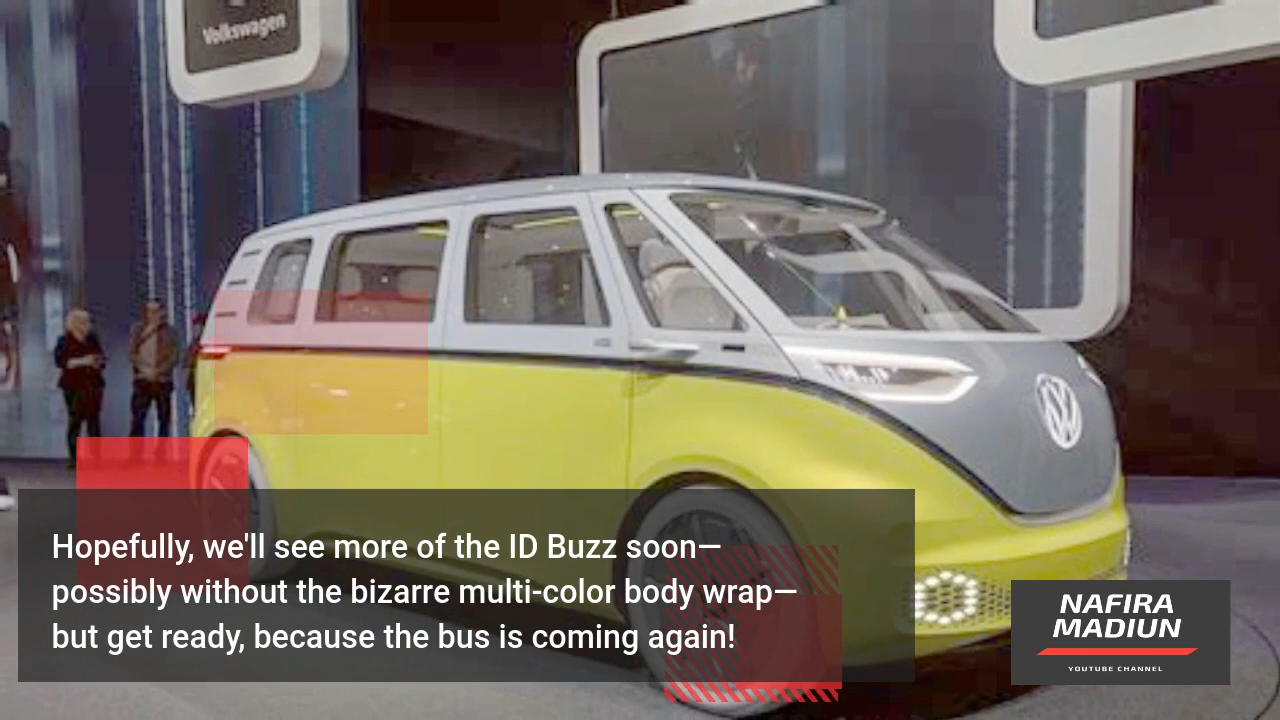 Volkswagen
Hopefully, we'll see more of the ID Buzz soon—
possibly without the bizarre multi-color body wrap—
but get ready, because the bus is coming again!
NAFIRA
MADIUN
YOUTUBE CHANNEL